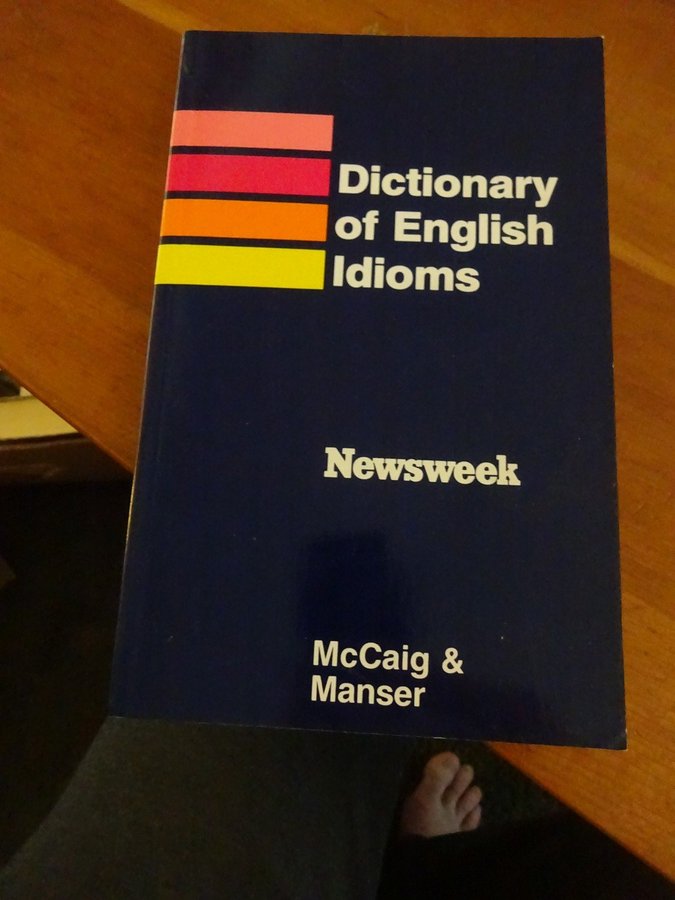 Dictionary
of English
Idioms
Newsweek
McCaig &
Manser